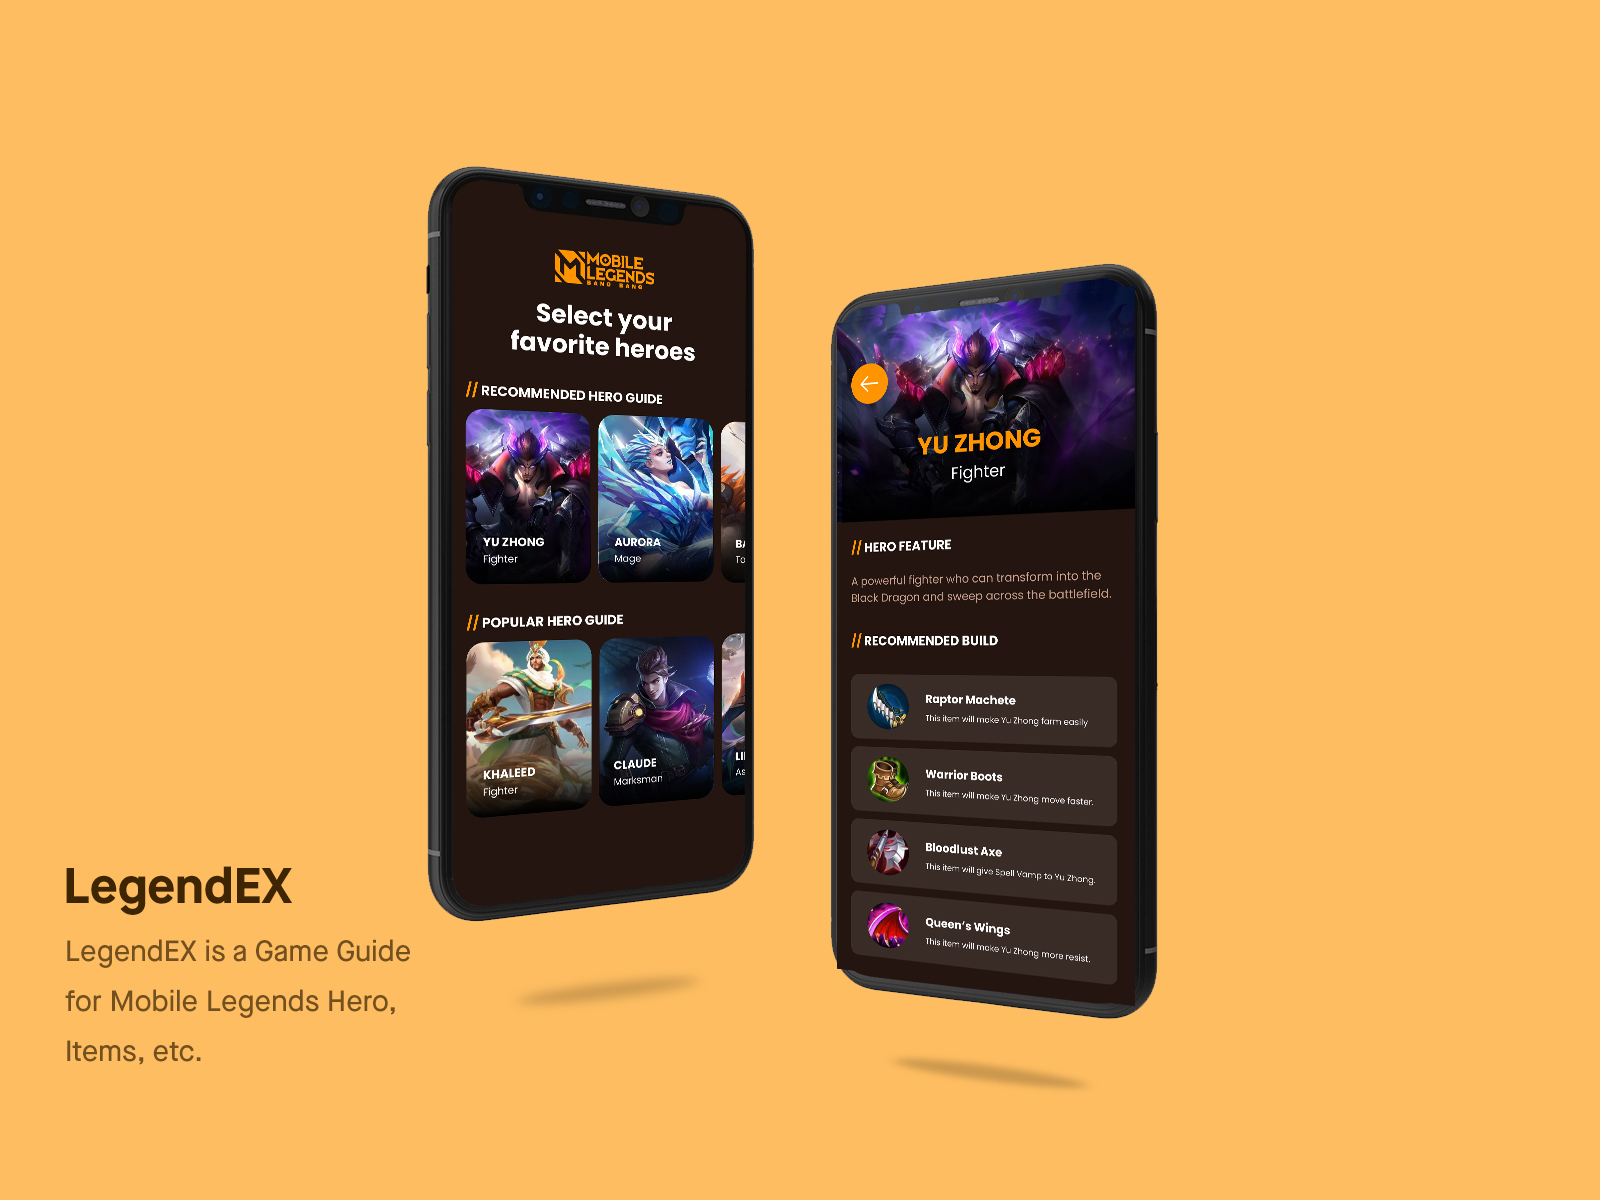 MOBILE
LEGENDS
BANG BANG
Select your
favorite heroes
// RECOMMENDED HERO GUIDE
YU ZHONG
Fighter
AURORA
Mage
BA
To
// POPULAR HERO GUIDE
KHALEED
Fighter
CLAUDE
Marksman
As
YU ZHONG
Fighter
// HERO FEATURE
A powerful fighter who can transform into the
Black Dragon and sweep across the battlefield.
// RECOMMENDED BUILD
Raptor Machete
This item will make Yu Zhong farm easily
Warrior Boots
This item will make Yu Zhong move faster.
Bloodlust Axe
This item will give Spell Vamp to Yu Zhong.
Queen's Wings
This item will make Yu Zhong more resist.
LegendEX
LegendEX is a Game Guide
for Mobile Legends Hero,
Items, etc.